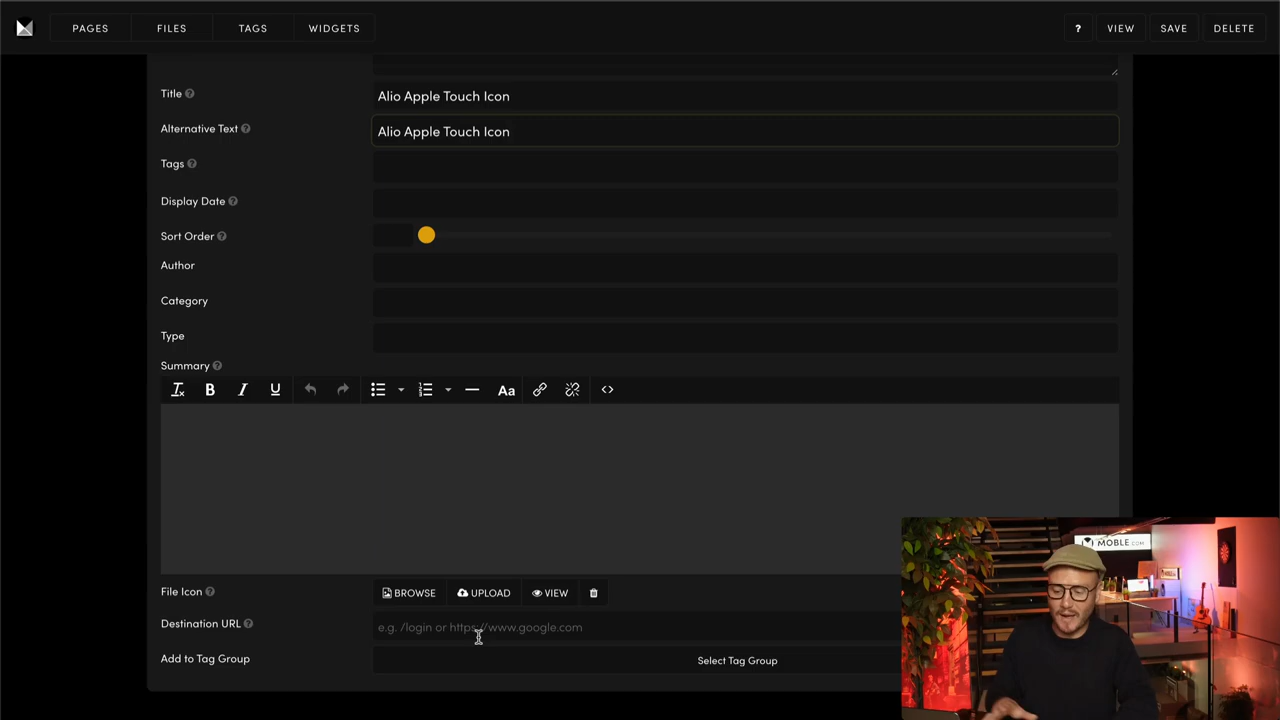 PAGES FILES TAGS WIDGETS ? VIEW SAVE DELETE
Title ? Alio Apple Touch Icon
Alternative Text ? Alio Apple Touch Icon
Tags ?
Display Date ?
Sort Order ?
Author
Category
Type
Summary ?
B I U Aa <>
File Icon ? BROWSE UPLOAD VIEW
MOBLE.COM
Destination URL ? e.g. /login or https://www.google.com
Add to Tag Group Select Tag Group